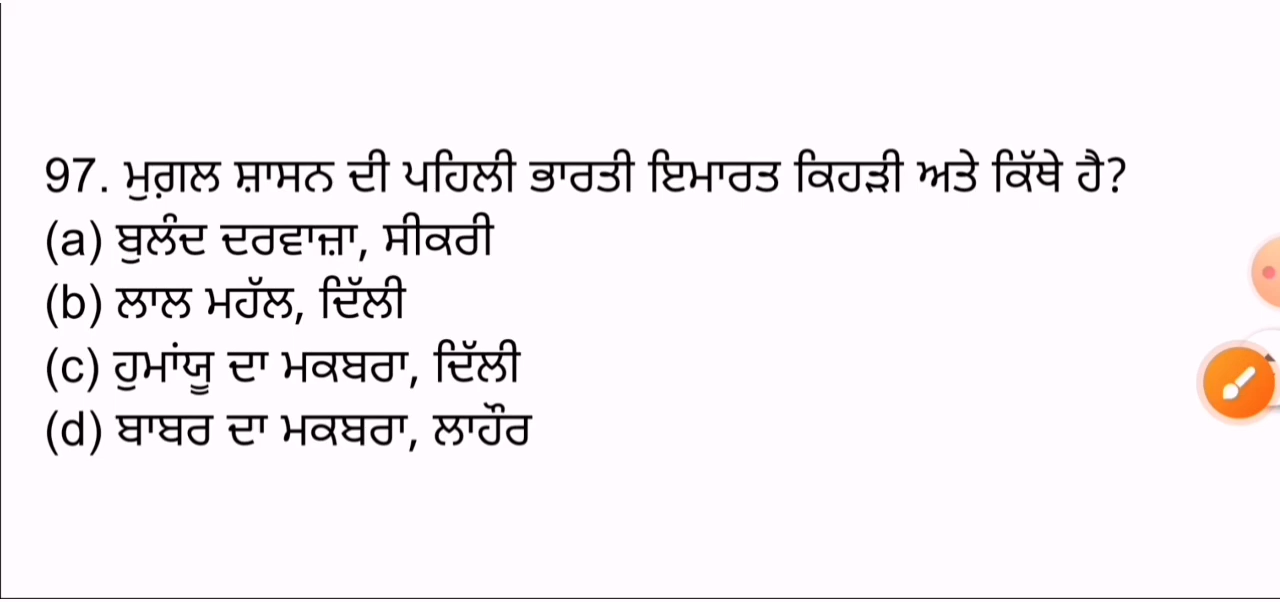 97. ਮੁਗ਼ਲ ਸ਼ਾਸਨ ਦੀ ਪਹਿਲੀ ਭਾਰਤੀ ਇਮਾਰਤ ਕਿਹੜੀ ਅਤੇ ਕਿੱਥੇ ਹੈ?
(a) ਬੁਲੰਦ ਦਰਵਾਜ਼ਾ, ਸੀਕਰੀ
(b) ਲਾਲ ਮਹੱਲ, ਦਿੱਲੀ
(c) ਹੁਮਾਂਯੂ ਦਾ ਮਕਬਰਾ, ਦਿੱਲੀ
(d) ਬਾਬਰ ਦਾ ਮਕਬਰਾ, ਲਾਹੌਰ